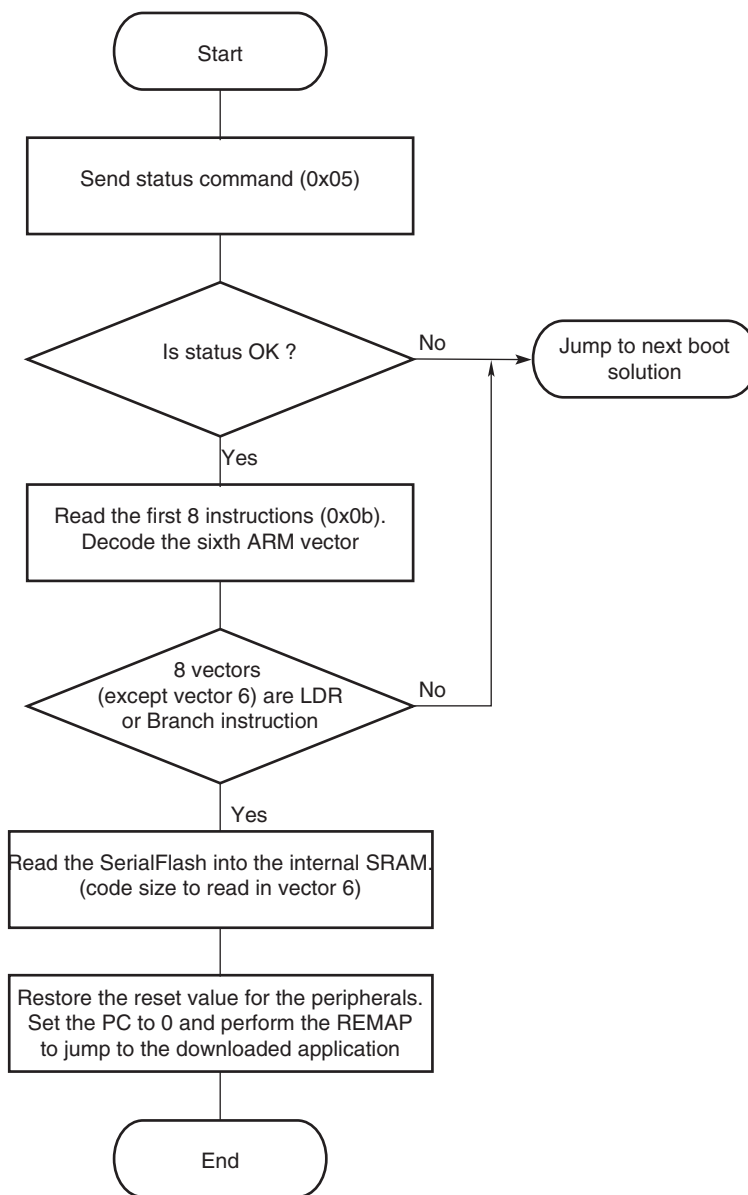 Start
Send status command (0x05)
Is status OK ?
No
Jump to next boot
solution
Yes
Read the first 8 instructions (0x0b).
Decode the sixth ARM vector
8 vectors
(except vector 6) are LDR
or Branch instruction
No
Yes
Read the SerialFlash into the internal SRAM.
(code size to read in vector 6)
Restore the reset value for the peripherals.
Set the PC to 0 and perform the REMAP
to jump to the downloaded application
End